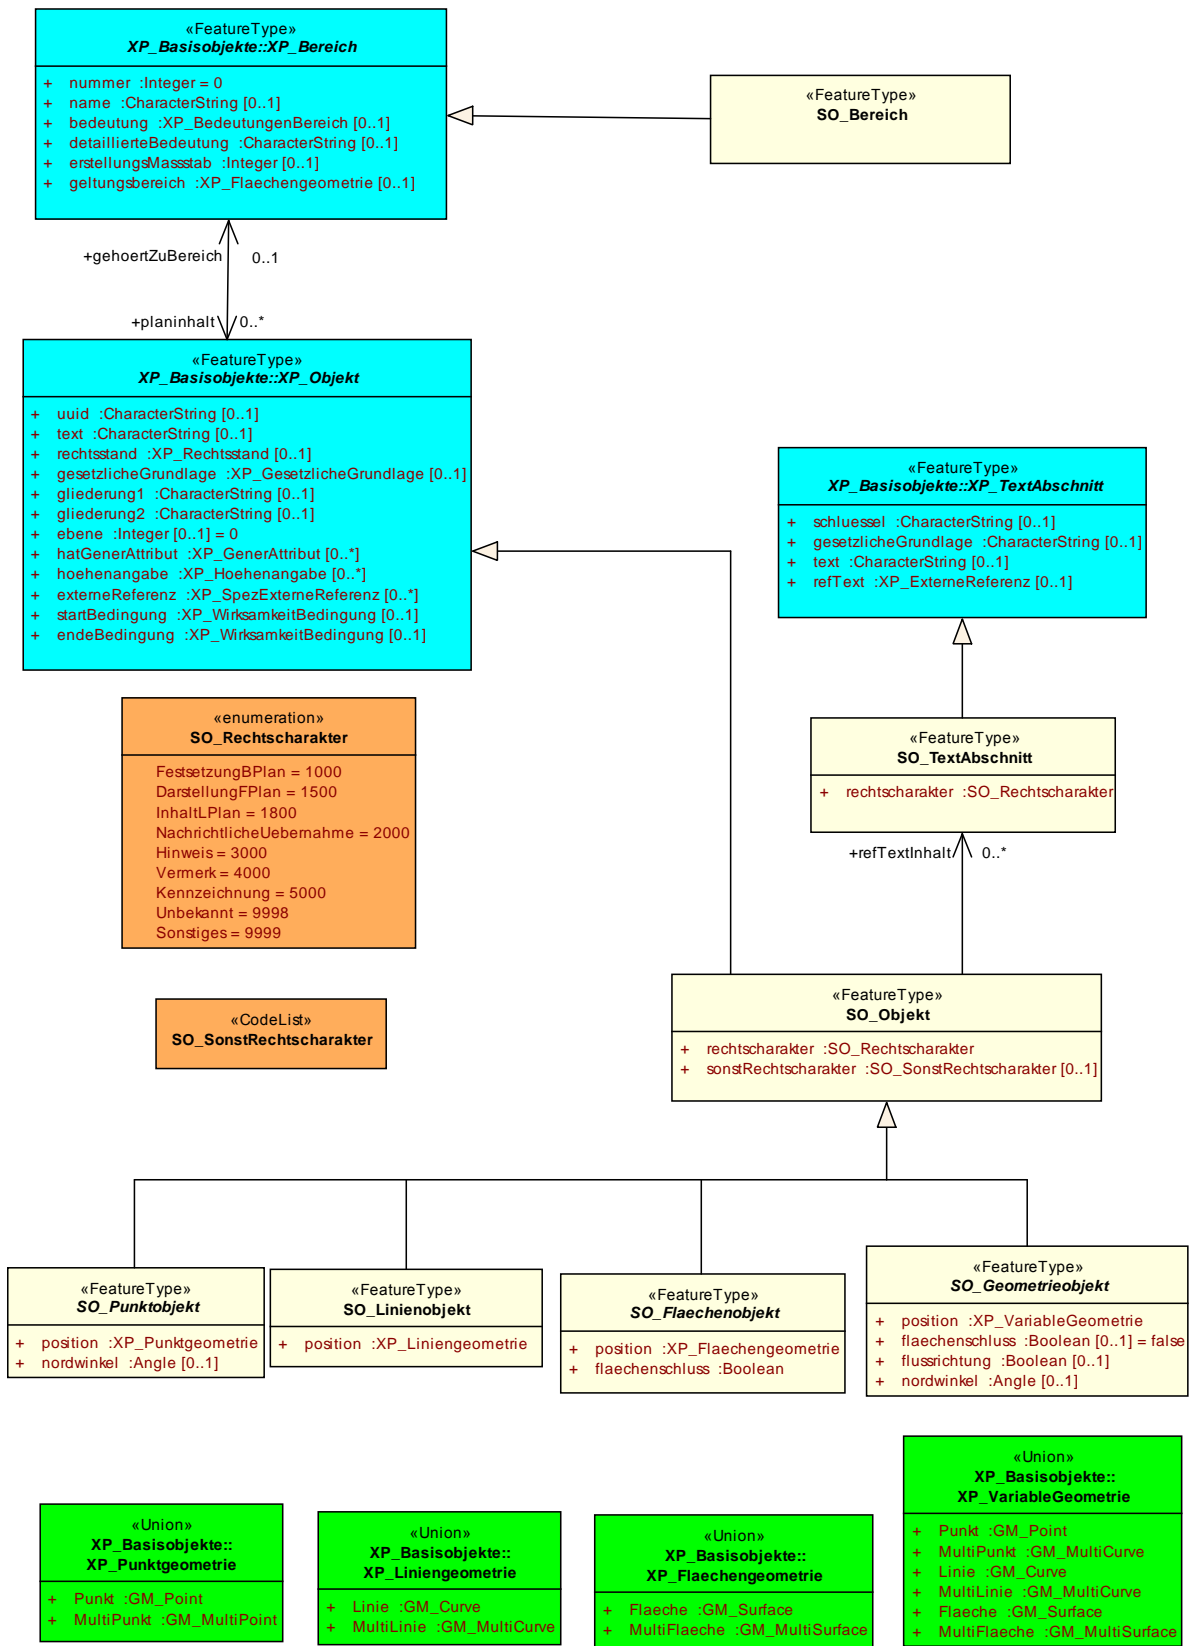 «FeatureType»
XP_Basisobjekte::XP_Bereich
+ nummer :Integer = 0
+ name :CharacterString [0..1]
+ bedeutung :XP_BedeutungenBereich [0..1]
+ detaillierteBedeutung :CharacterString [0..1]
+ erstellungsMassstab :Integer [0..1]
+ geltungsbereich :XP_Flaechengeometrie [0..1]
«FeatureType»
SO_Bereich
+gehoertZuBereich 0..1
+planinhalt 0..*
«FeatureType»
XP_Basisobjekte::XP_Objekt
+ uuid :CharacterString [0..1]
+ text :CharacterString [0..1]
+ rechtsstand :XP_Rechtsstand [0..1]
+ gesetzlicheGrundlage :XP_GesetzlicheGrundlage [0..1]
+ gliederung1 :CharacterString [0..1]
+ gliederung2 :CharacterString [0..1]
+ ebene :Integer [0..1] = 0
+ hatGenerAttribut :XP_GenerAttribut [0..*]
+ hoehenangabe :XP_Hoehenangabe [0..*]
+ externeReferenz :XP_SpezExterneReferenz [0..*]
+ startBedingung :XP_WirksamkeitBedingung [0..1]
+ endeBedingung :XP_WirksamkeitBedingung [0..1]
«FeatureType»
XP_Basisobjekte::XP_TextAbschnitt
+ schluessel :CharacterString [0..1]
+ gesetzlicheGrundlage :CharacterString [0..1]
+ text :CharacterString [0..1]
+ refText :XP_ExterneReferenz [0..1]
«enumeration»
SO_Rechtscharakter
FestsetzungBPlan = 1000
DarstellungFPlan = 1500
InhaltLPlan = 1800
NachrichtlicheUebernahme = 2000
Hinweis = 3000
Vermerk = 4000
Kennzeichnung = 5000
Unbekannt = 9998
Sonstiges = 9999
«FeatureType»
SO_TextAbschnitt
+ rechtscharakter :SO_Rechtscharakter
+refTextInhalt 0..*
«CodeList»
SO_SonstRechtscharakter
«FeatureType»
SO_Objekt
+ rechtscharakter :SO_Rechtscharakter
+ sonstRechtscharakter :SO_SonstRechtscharakter [0..1]
«FeatureType»
SO_Punktobjekt
+ position :XP_Punktgeometrie
+ nordwinkel :Angle [0..1]
«FeatureType»
SO_Linienobjekt
+ position :XP_Liniengeometrie
«FeatureType»
SO_Flaechenobjekt
+ position :XP_Flaechengeometrie
+ flaechenschluss :Boolean
«FeatureType»
SO_Geometrieobjekt
+ position :XP_VariableGeometrie
+ flaechenschluss :Boolean [0..1] = false
+ flussrichtung :Boolean [0..1]
+ nordwinkel :Angle [0..1]
«Union»
XP_Basisobjekte::
XP_Punktgeometrie
+ Punkt :GM_Point
+ MultiPunkt :GM_MultiPoint
«Union»
XP_Basisobjekte::
XP_Liniengeometrie
+ Linie :GM_Curve
+ MultiLinie :GM_MultiCurve
«Union»
XP_Basisobjekte::
XP_Flaechengeometrie
+ Flaeche :GM_Surface
+ MultiFlaeche :GM_MultiSurface
«Union»
XP_Basisobjekte::
XP_VariableGeometrie
+ Punkt :GM_Point
+ MultiPunkt :GM_MultiCurve
+ Linie :GM_Curve
+ MultiLinie :GM_MultiCurve
+ Flaeche :GM_Surface
+ MultiFlaeche :GM_MultiSurface